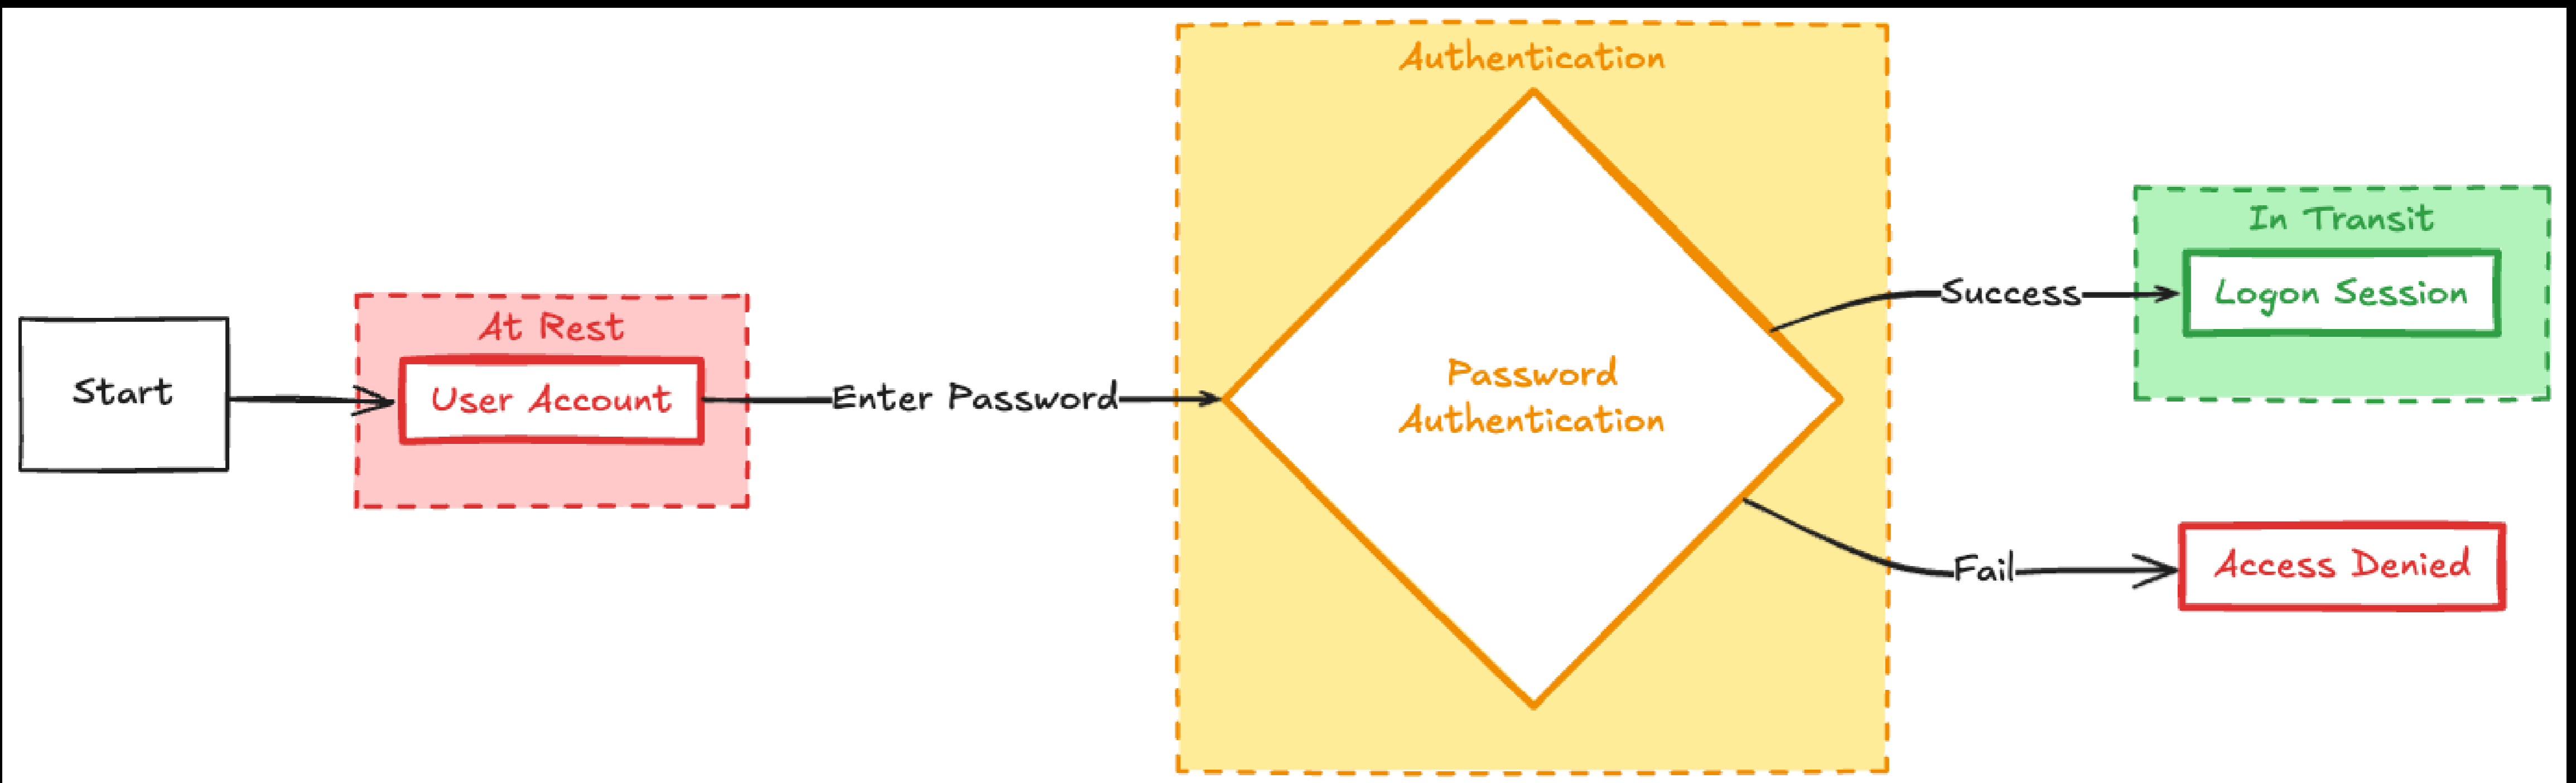 Start
At Rest
User Account
Enter Password
Authentication
Password
Authentication
Success
In Transit
Logon Session
Fail
Access Denied